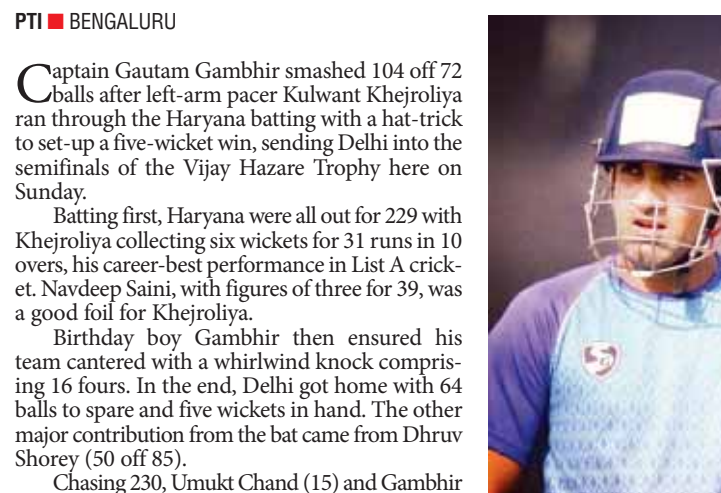 PTI ■ BENGALURU
Captain Gautam Gambhir smashed 104 off 72
balls after left-arm pacer Kulwant Khejroliya
ran through the Haryana batting with a hat-trick
to set-up a five-wicket win, sending Delhi into the
semifinals of the Vijay Hazare Trophy here on
Sunday.
Batting first, Haryana were all out for 229 with
Khejroliya collecting six wickets for 31 runs in 10
overs, his career-best performance in List A crick-
et. Navdeep Saini, with figures of three for 39, was
a good foil for Khejroliya.
Birthday boy Gambhir then ensured his
team cantered with a whirlwind knock compris-
ing 16 fours. In the end, Delhi got home with 64
balls to spare and five wickets in hand. The other
major contribution from the bat came from Dhruv
Shorey (50 off 85).
Chasing 230, Umukt Chand (15) and Gambhir
SG